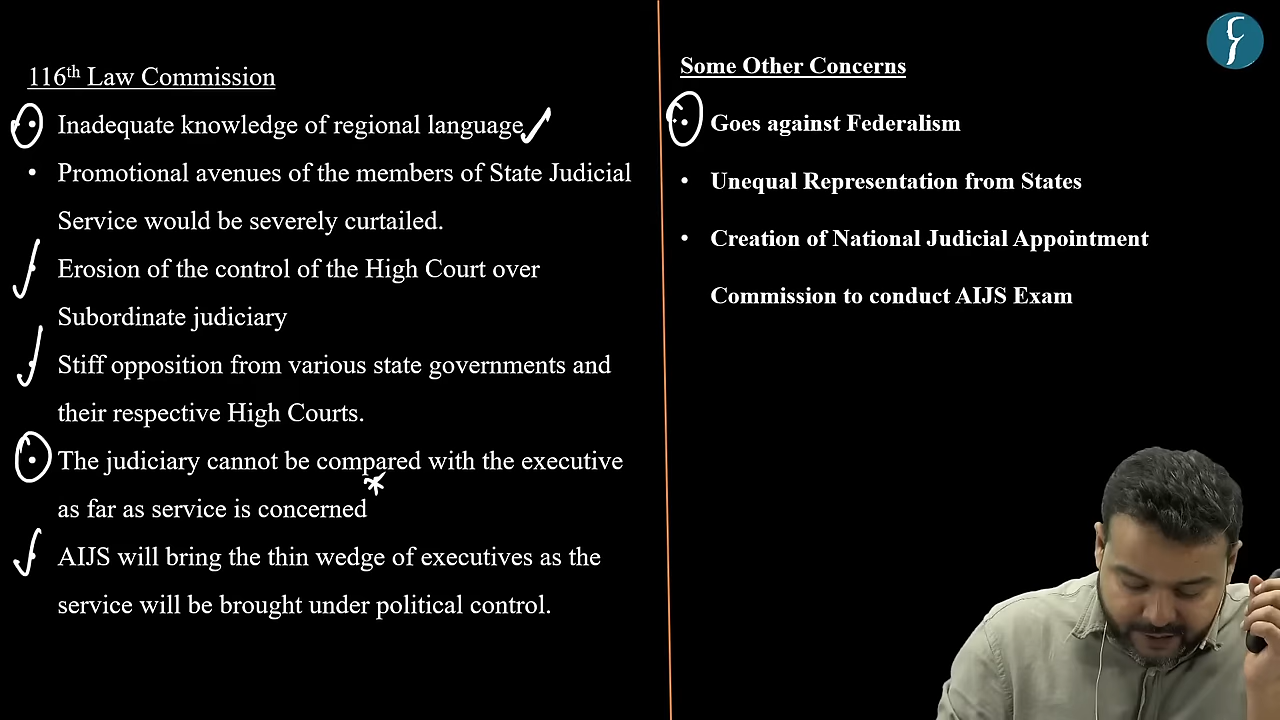 116th Law Commission
• Inadequate knowledge of regional language
• Promotional avenues of the members of State Judicial
Service would be severely curtailed.
• Erosion of the control of the High Court over
Subordinate judiciary
• Stiff opposition from various state governments and
their respective High Courts.
• The judiciary cannot be compared with the executive
as far as service is concerned
• AIJS will bring the thin wedge of executives as the
service will be brought under political control.
Some Other Concerns
• Goes against Federalism
• Unequal Representation from States
• Creation of National Judicial Appointment
Commission to conduct AIJS Exam